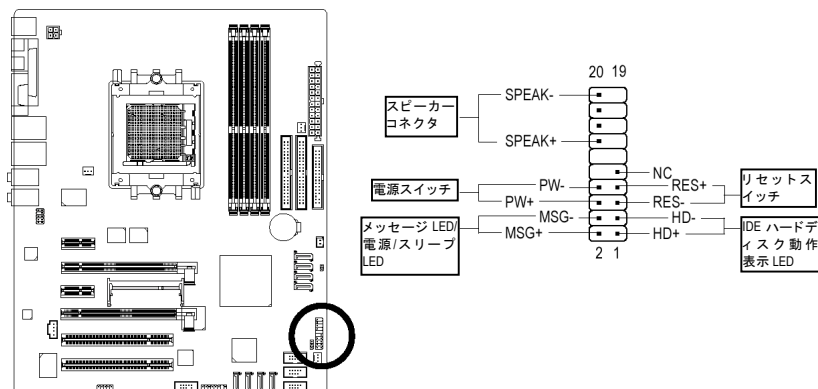 20 19
SPEAK-
スピーカー
コネクタ
SPEAK+
NC
電源スイッチ
PW-
RES+
リセットス
イッチ
PW+
RES-
メッセージ LED/
電源/スリープ
LED
MSG-
HD-
IDE ハードデ
ィスク動作
表示 LED
MSG+
HD+
2 1